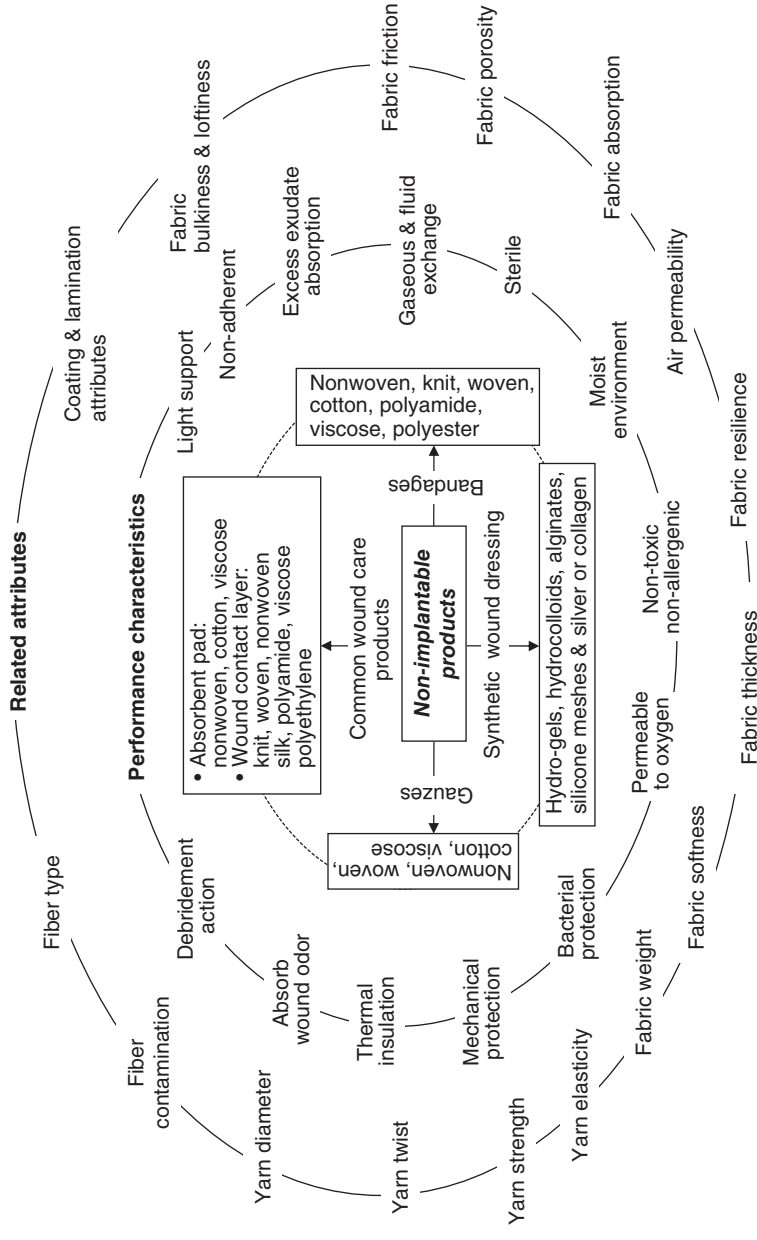 Related attributes
Coating & lamination
attributes
Fabric
bulkiness & loftiness
Fabric friction
Fabric porosity
Fabric absorption
Air permeability
Fabric resilience
Fabric thickness
Fabric softness
Fabric weight
Yarn elasticity
Yarn strength
Yarn twist
Yarn diameter
Fiber
contamination
Fiber type
Performance characteristics
Light support
Non-adherent
Excess exudate
absorption
Gaseous & fluid
exchange
Sterile
Moist
environment
Non-toxic
non-allergenic
Permeable
to oxygen
Bacterial
protection
Mechanical
protection
Thermal
insulation
Absorb
wound odor
Debridement
action
• Absorbent pad:
nonwoven, cotton, viscose
• Wound contact layer:
knit, woven, nonwoven
silk, polyamide, viscose
polyethylene
Common wound care
products
Non-implantable
products
Gauzes
Nonwoven, woven,
cotton, viscose
Bandages
Nonwoven, knit, woven,
cotton, polyamide,
viscose, polyester
Synthetic wound dressing
Hydro-gels, hydrocolloids, alginates,
silicone meshes & silver or collagen